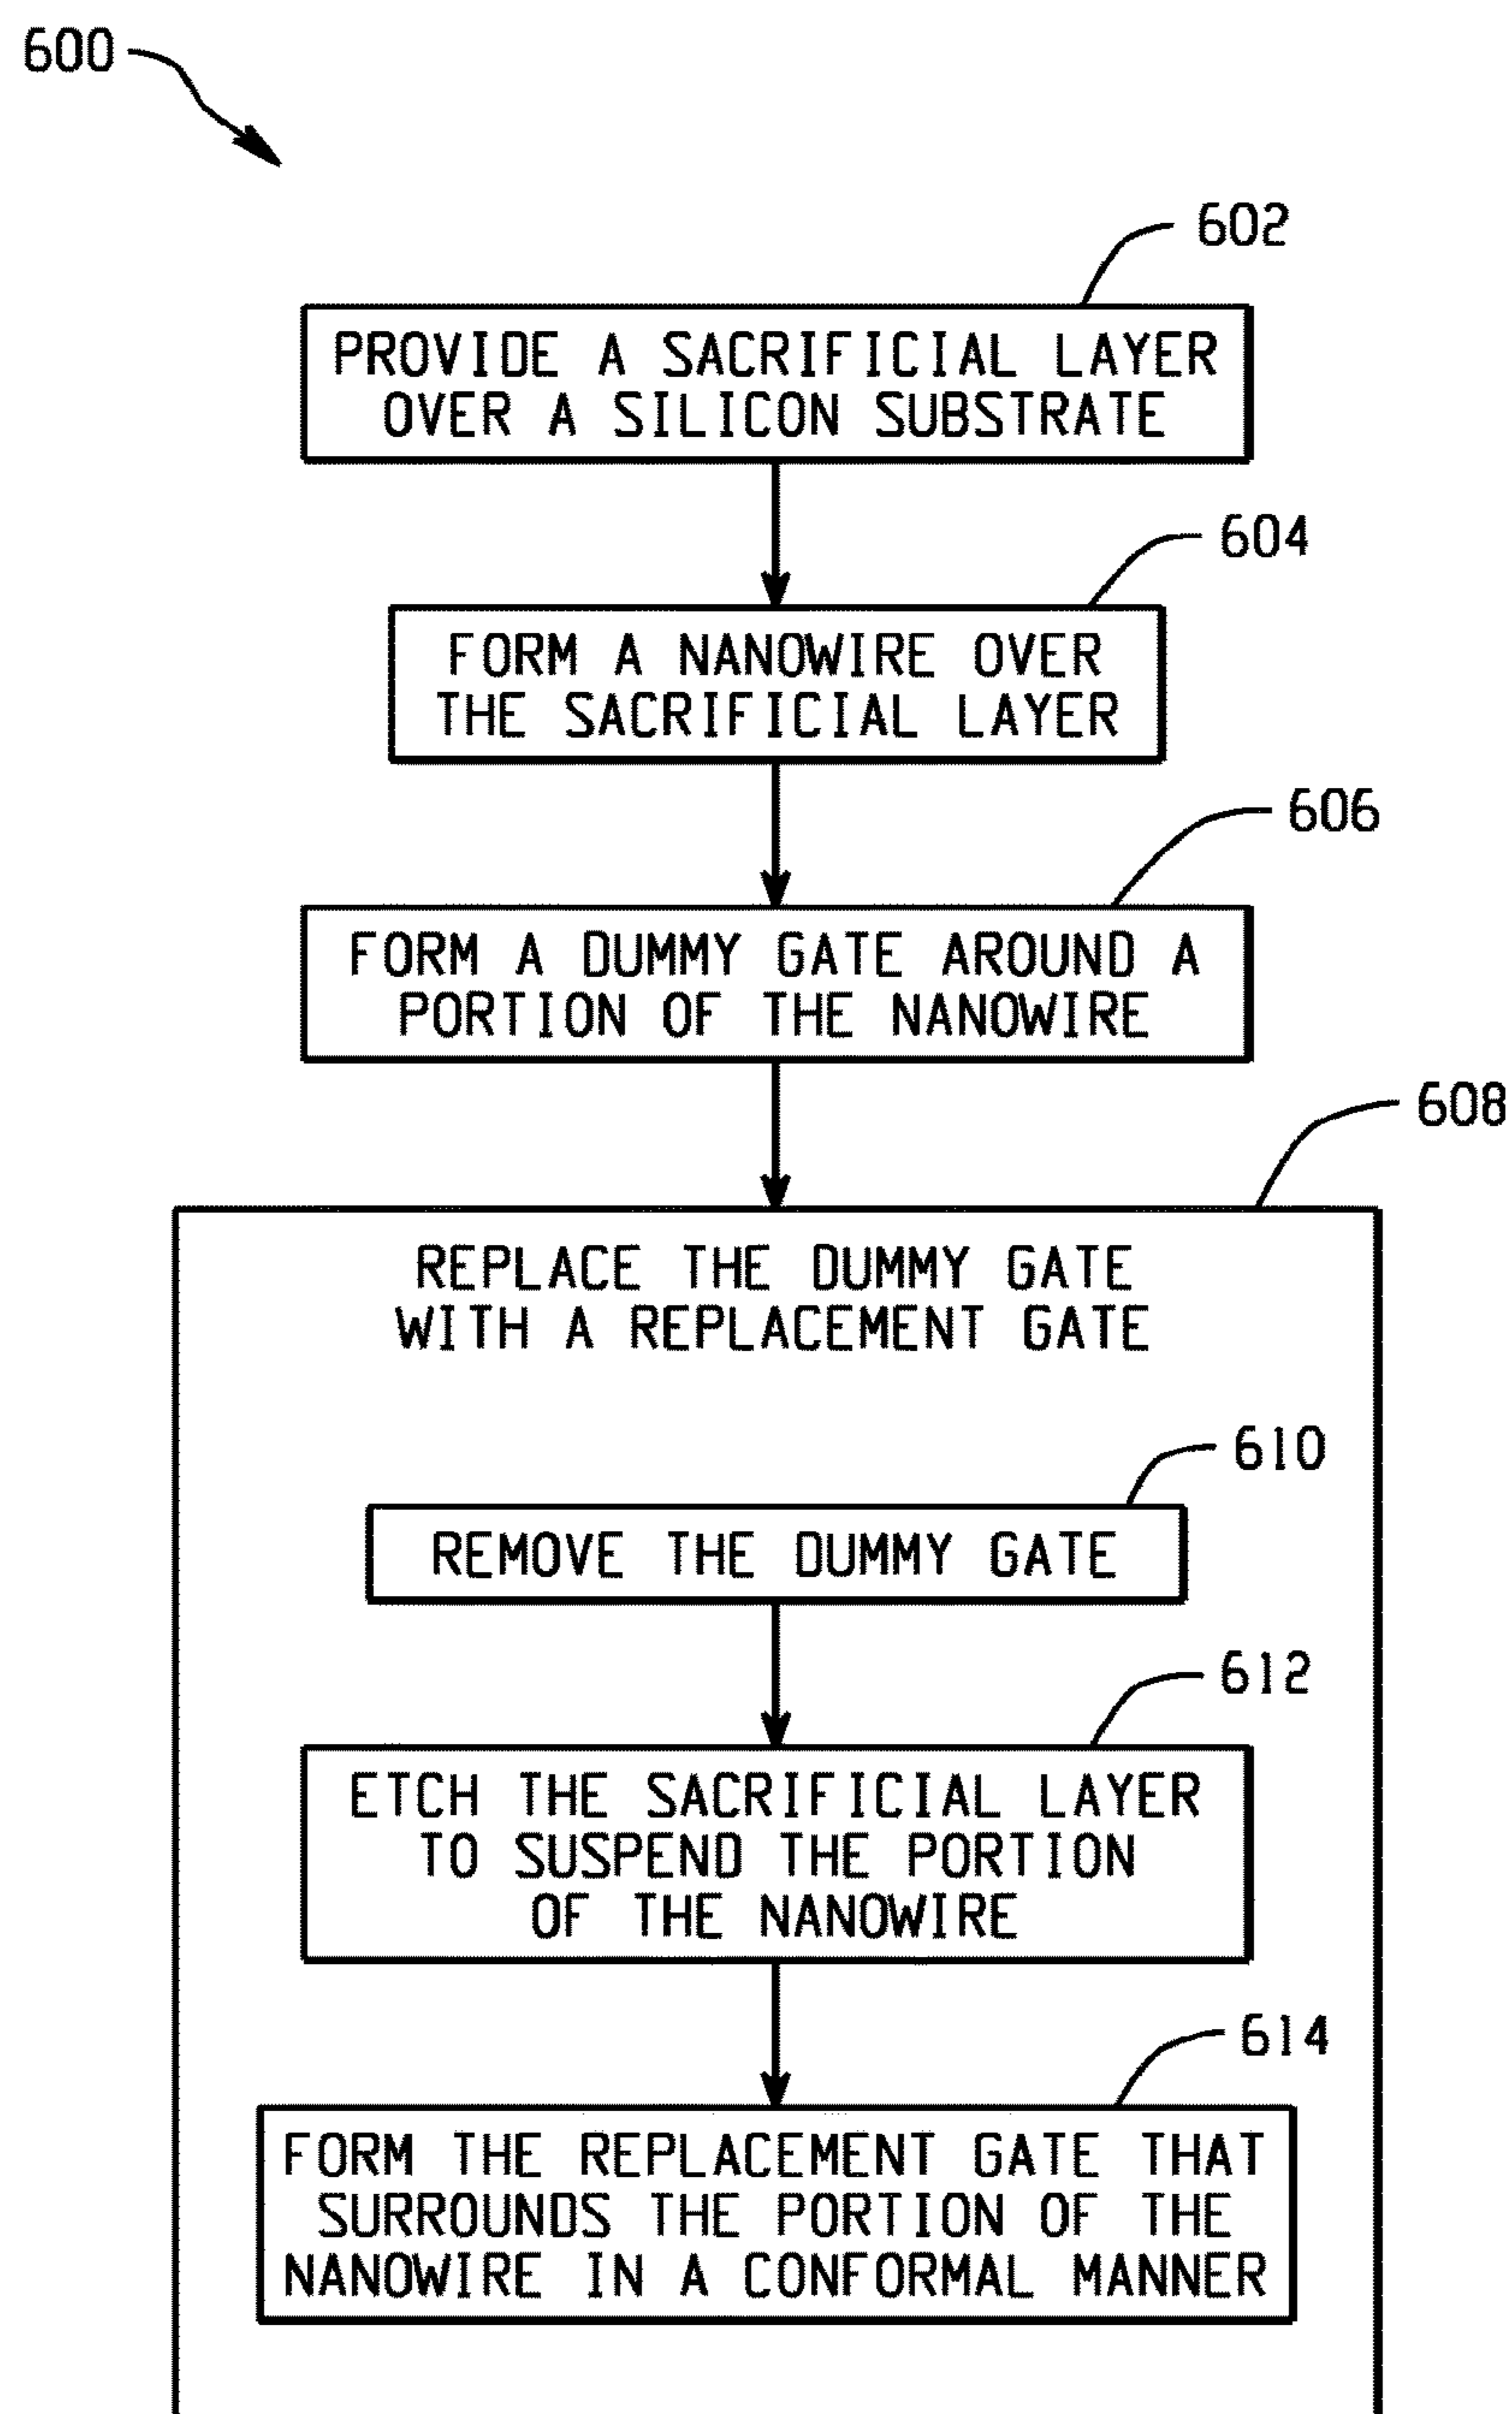 600
602
PROVIDE A SACRIFICIAL LAYER
OVER A SILICON SUBSTRATE
604
FORM A NANOWIRE OVER
THE SACRIFICIAL LAYER
606
FORM A DUMMY GATE AROUND A
PORTION OF THE NANOWIRE
608
REPLACE THE DUMMY GATE
WITH A REPLACEMENT GATE
610
REMOVE THE DUMMY GATE
612
ETCH THE SACRIFICIAL LAYER
TO SUSPEND THE PORTION
OF THE NANOWIRE
614
FORM THE REPLACEMENT GATE THAT
SURROUNDS THE PORTION OF THE
NANOWIRE IN A CONFORMAL MANNER